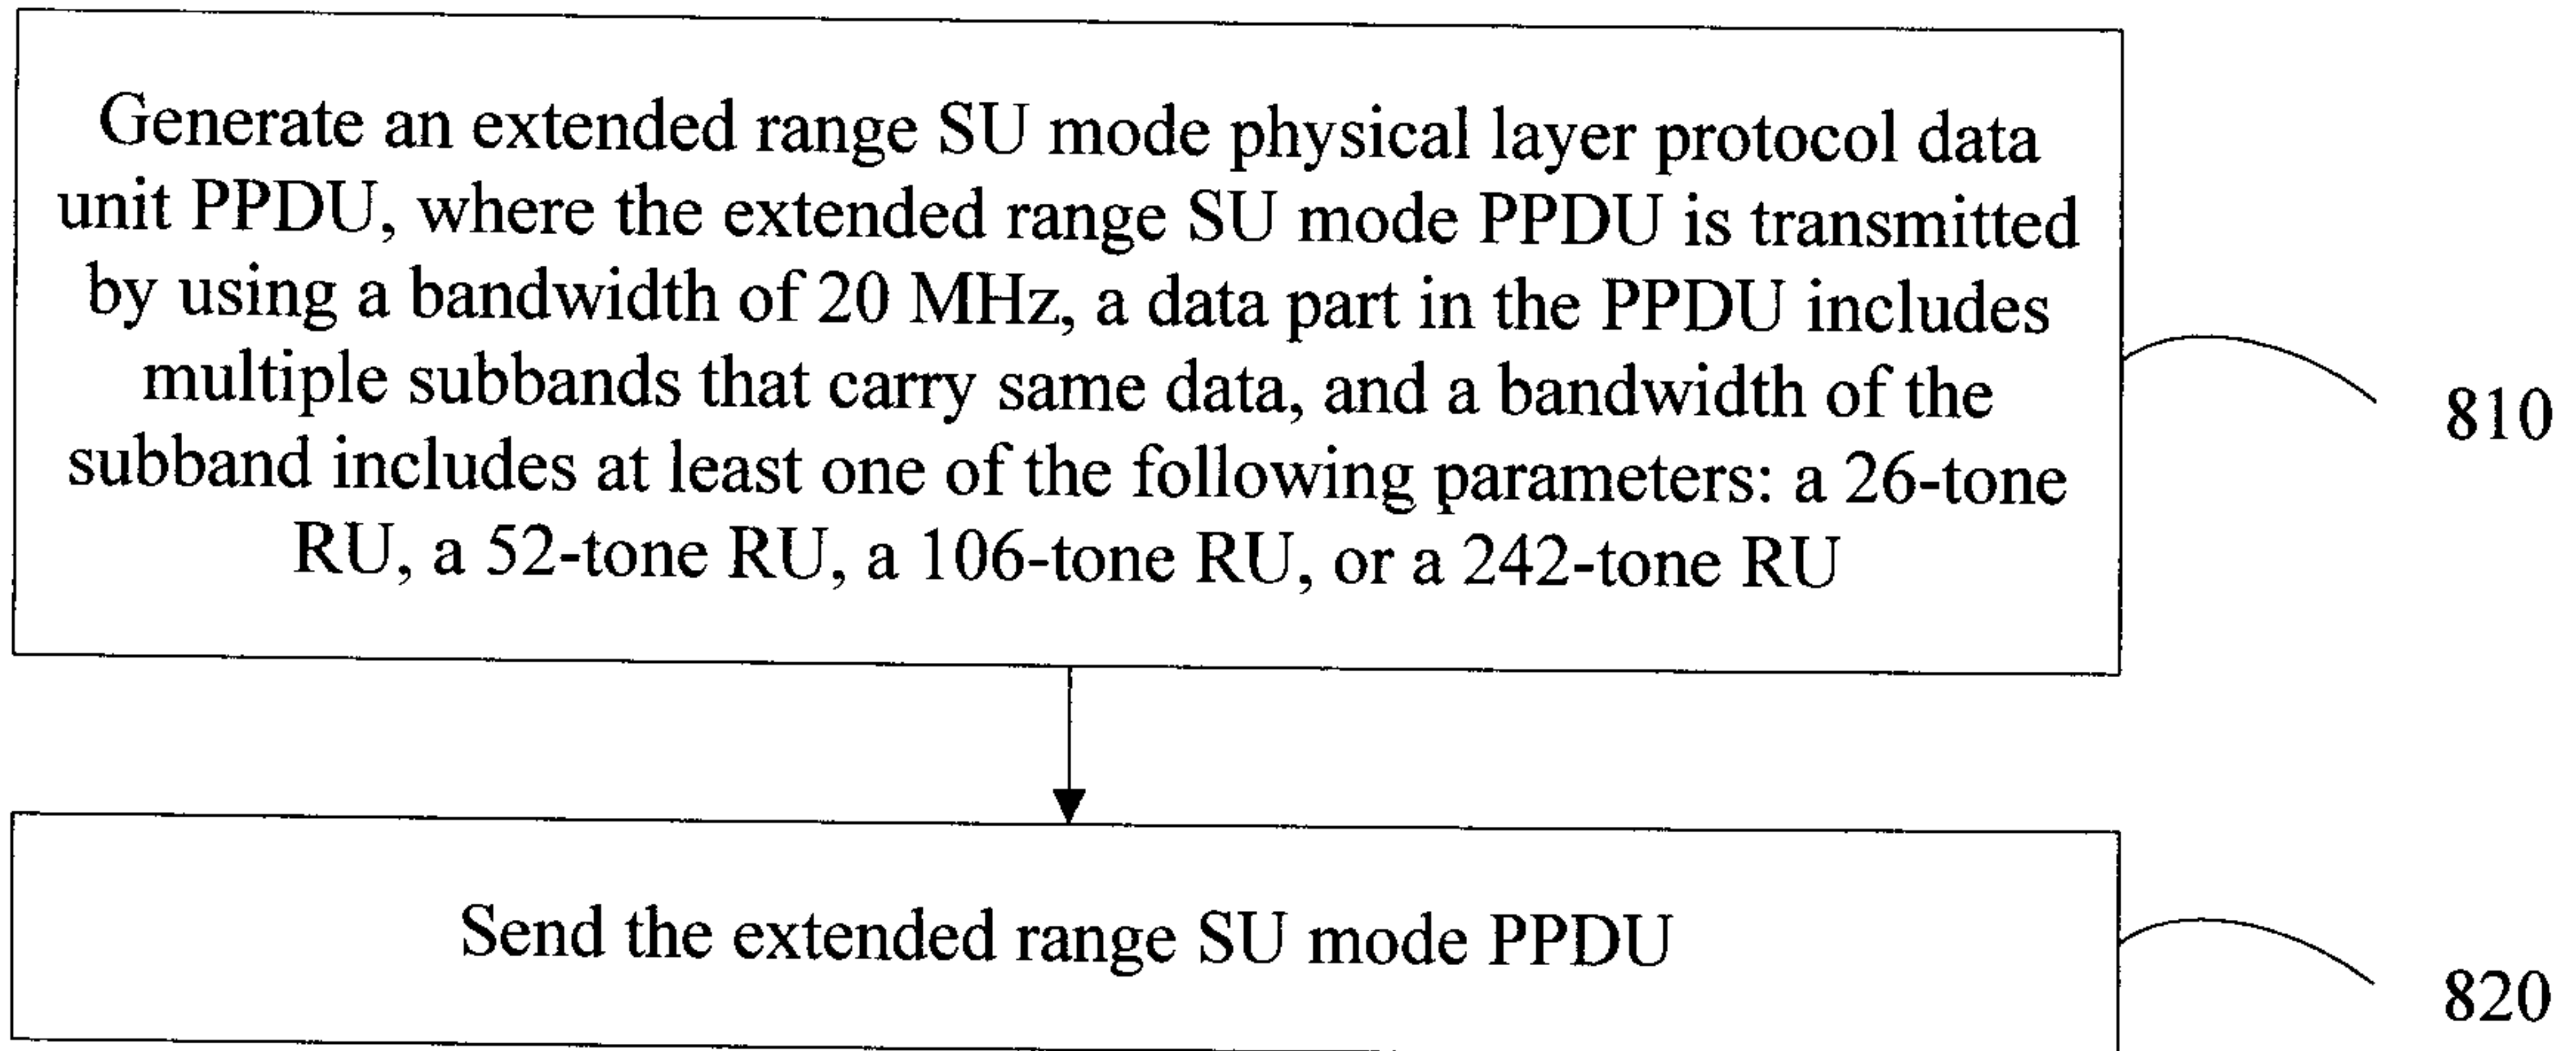 Generate an extended range SU mode physical layer protocol data
unit PPDU, where the extended range SU mode PPDU is transmitted
by using a bandwidth of 20 MHz, a data part in the PPDU includes
multiple subbands that carry same data, and a bandwidth of the
subband includes at least one of the following parameters: a 26-tone
RU, a 52-tone RU, a 106-tone RU, or a 242-tone RU
810
Send the extended range SU mode PPDU
820